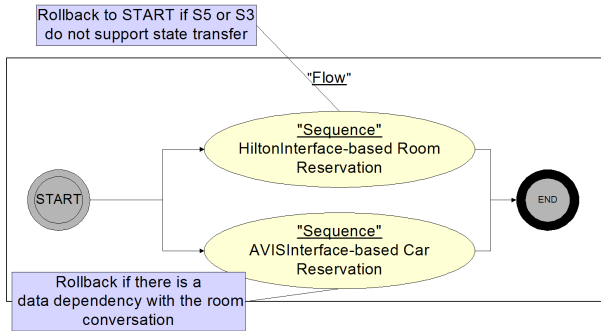 Rollback to START if S5 or S3
do not support state transfer
"Flow"
"Sequence"
HiltonInterface-based Room
Reservation
START
END
"Sequence"
AVISInterface-based Car
Reservation
Rollback if there is a
data dependency with the room
conversation